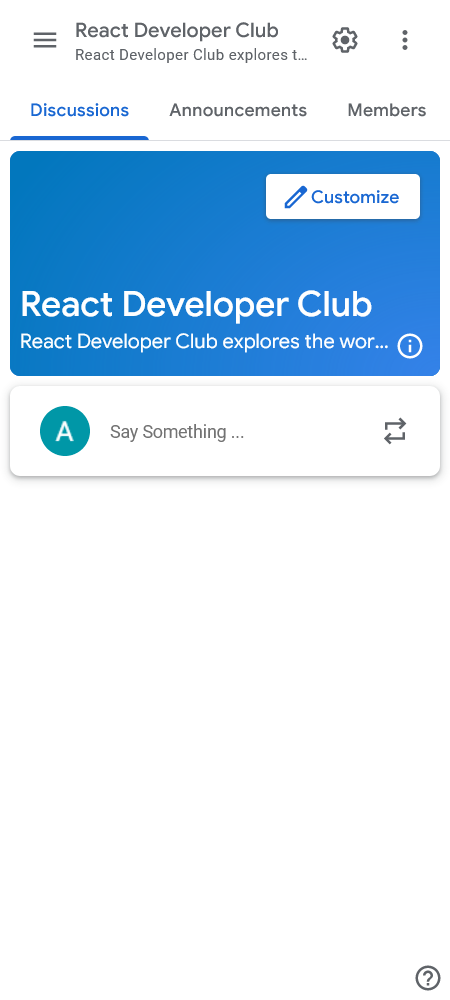 React Developer Club
React Developer Club explores t...
Discussions Announcements Members
Customize
React Developer Club
React Developer Club explores the wor...
A
Say Something ...